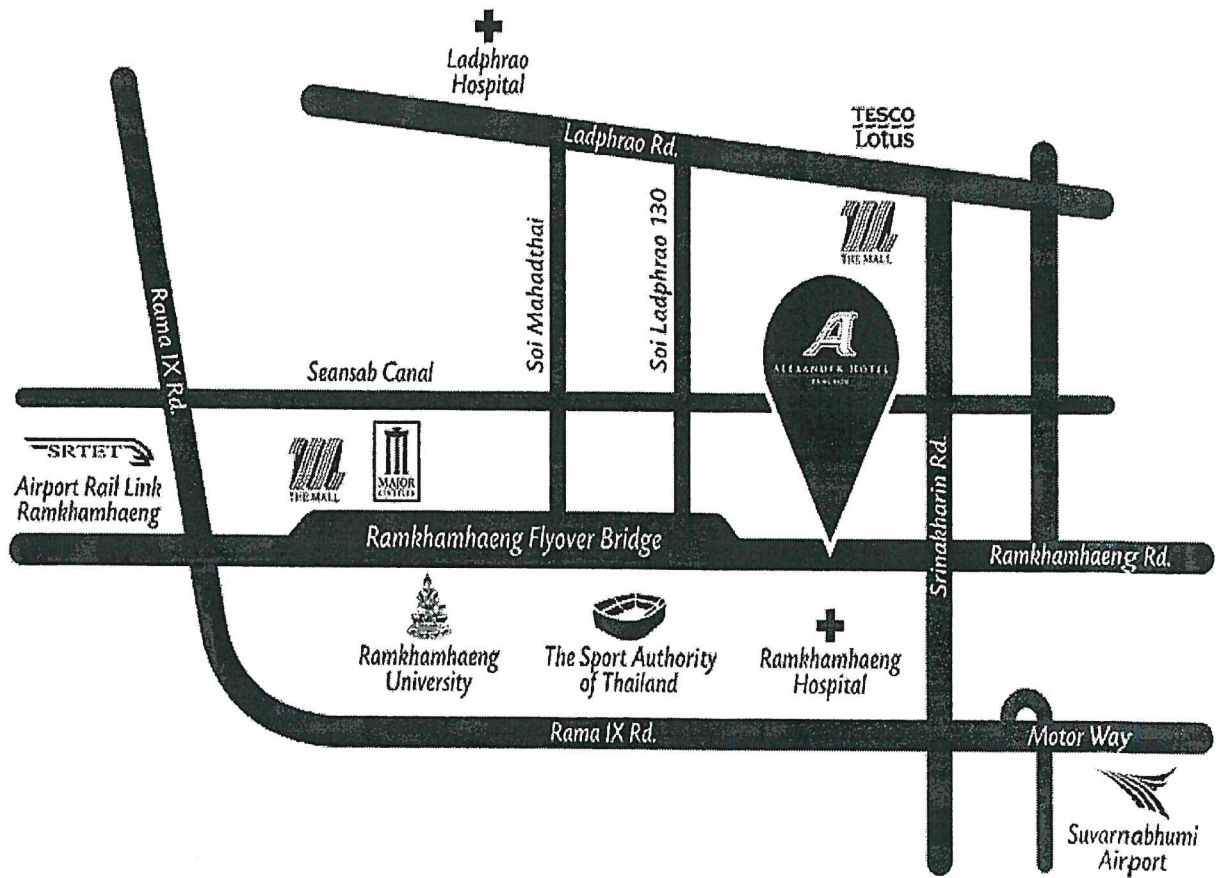 Ladphrao
Hospital
Ladphrao Rd.
TESCO
Lotus
THE MALL
Soi Mahadthai
Soi Ladphrao 130
Rama IX Rd.
ALEXANDER HOTEL
BANGKOK
Seansab Canal
SRTET
Airport Rail Link
Ramkhamhaeng
THE MALL
MAJOR
CINEPLEX
Srinakharin Rd.
Ramkhamhaeng Flyover Bridge
Ramkhamhaeng Rd.
Ramkhamhaeng
University
The Sport Authority
of Thailand
Ramkhamhaeng
Hospital
Rama IX Rd.
Motor Way
Suvarnabhumi
Airport